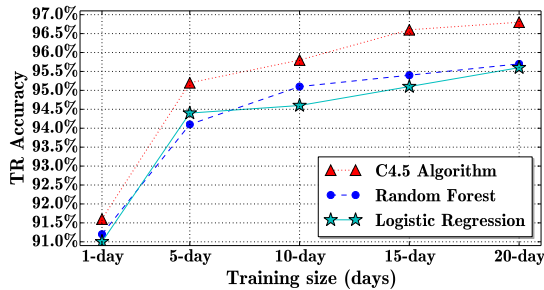 97.0%
96.5%
96.0%
95.5%
95.0%
94.5%
94.0%
93.5%
93.0%
92.5%
92.0%
91.5%
91.0%
TR Accuracy
C4.5 Algorithm
Random Forest
Logistic Regression
1-day
5-day
10-day
15-day
20-day
Training size (days)